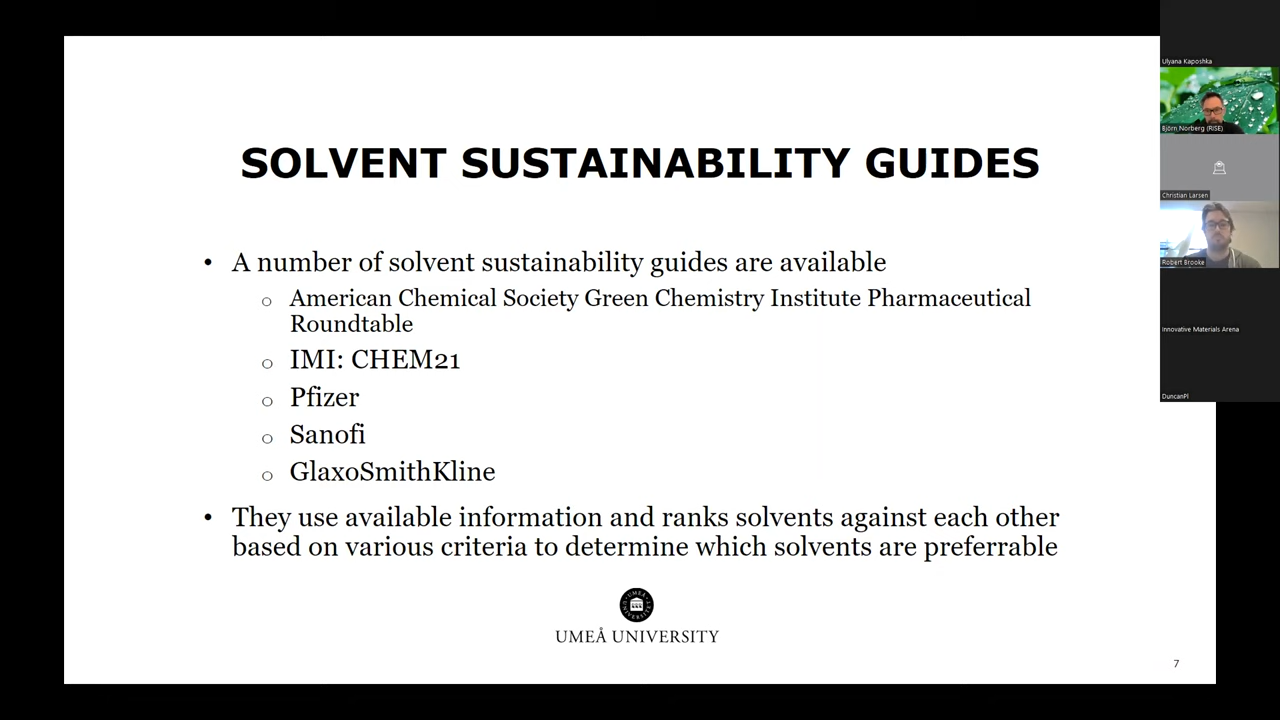 SOLVENT SUSTAINABILITY GUIDES
• A number of solvent sustainability guides are available
o American Chemical Society Green Chemistry Institute Pharmaceutical
Roundtable
o IMI: CHEM21
o Pfizer
o Sanofi
o GlaxoSmithKline
• They use available information and ranks solvents against each other
based on various criteria to determine which solvents are preferrable
UMEÅ UNIVERSITY
7
Ulyana Kaposhka
Björn Norberg (RISE)
Christian Larsen
Robert Brooke
Innovative Materials Arena
DuncanPl